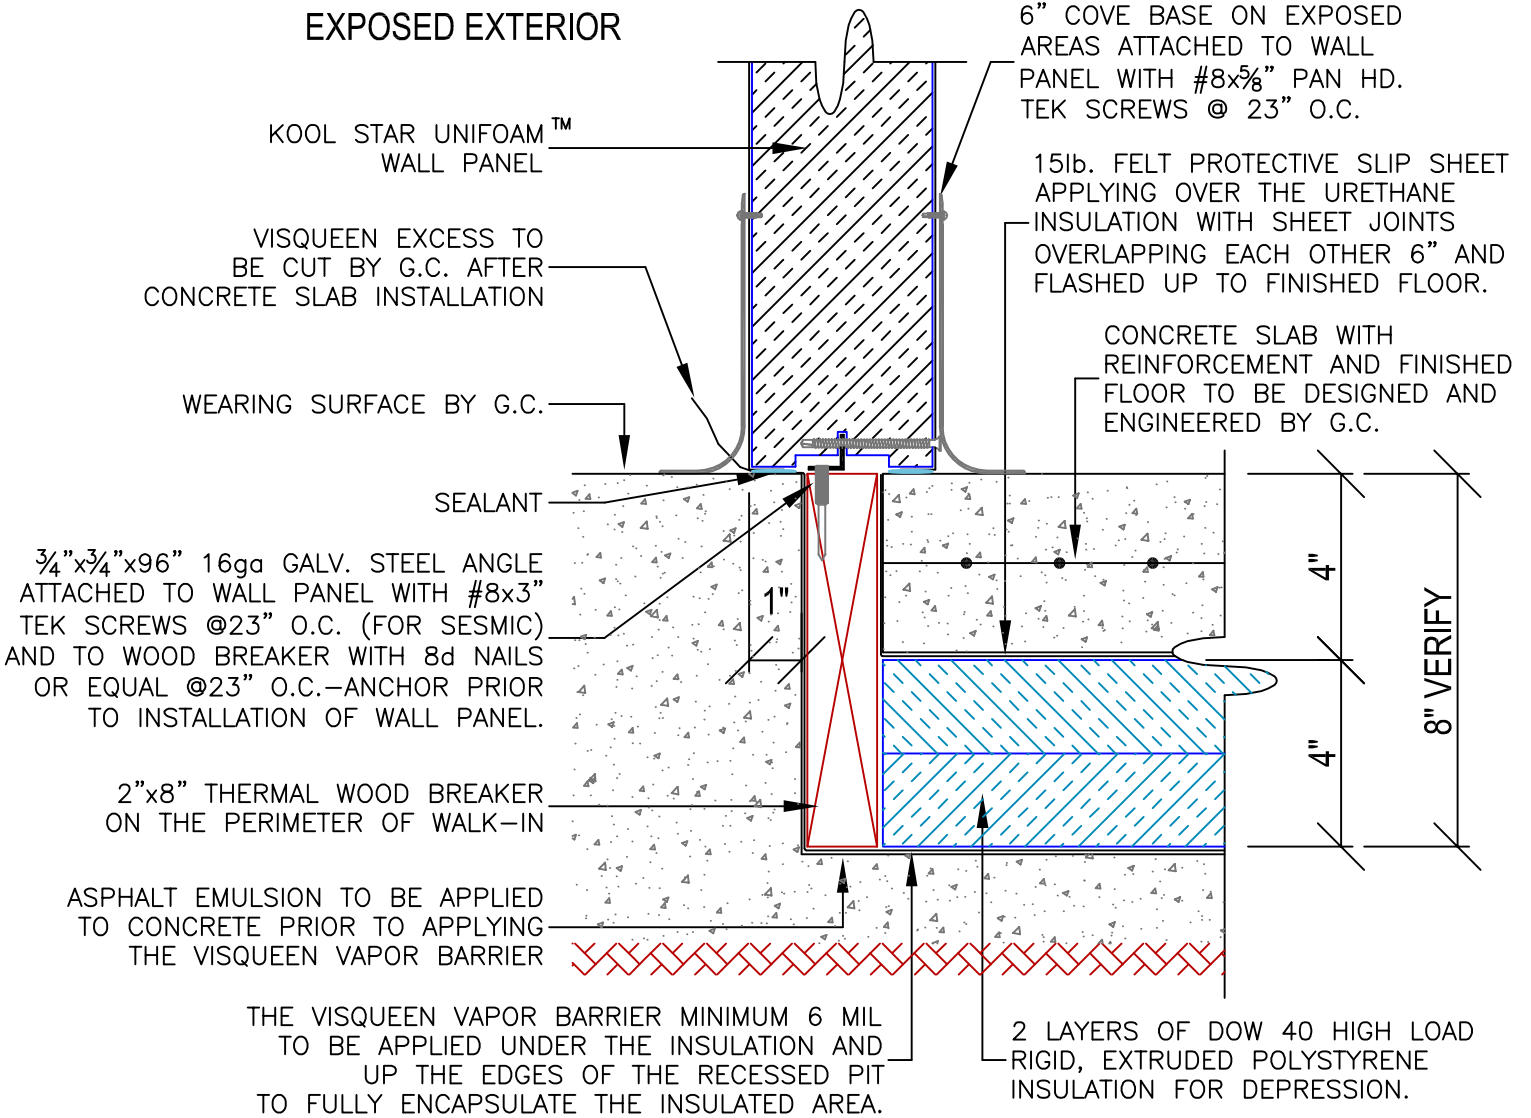 EXPOSED EXTERIOR
6” COVE BASE ON EXPOSED
AREAS ATTACHED TO WALL
PANEL WITH #8x⅝” PAN HD.
TEK SCREWS @ 23” O.C.
KOOL STAR UNIFOAM™
WALL PANEL
15lb. FELT PROTECTIVE SLIP SHEET
APPLYING OVER THE URETHANE
INSULATION WITH SHEET JOINTS
OVERLAPPING EACH OTHER 6” AND
FLASHED UP TO FINISHED FLOOR.
VISQUEEN EXCESS TO
BE CUT BY G.C. AFTER
CONCRETE SLAB INSTALLATION
CONCRETE SLAB WITH
REINFORCEMENT AND FINISHED
FLOOR TO BE DESIGNED AND
ENGINEERED BY G.C.
WEARING SURFACE BY G.C.
SEALANT
¾”x¾”x96” 16ga GALV. STEEL ANGLE
ATTACHED TO WALL PANEL WITH #8x3”
TEK SCREWS @23” O.C. (FOR SESMIC)
AND TO WOOD BREAKER WITH 8d NAILS
OR EQUAL @23” O.C.–ANCHOR PRIOR
TO INSTALLATION OF WALL PANEL.
1"
4"
8" VERIFY
4"
2”x8” THERMAL WOOD BREAKER
ON THE PERIMETER OF WALK–IN
ASPHALT EMULSION TO BE APPLIED
TO CONCRETE PRIOR TO APPLYING
THE VISQUEEN VAPOR BARRIER
THE VISQUEEN VAPOR BARRIER MINIMUM 6 MIL
TO BE APPLIED UNDER THE INSULATION AND
UP THE EDGES OF THE RECESSED PIT
TO FULLY ENCAPSULATE THE INSULATED AREA.
2 LAYERS OF DOW 40 HIGH LOAD
RIGID, EXTRUDED POLYSTYRENE
INSULATION FOR DEPRESSION.